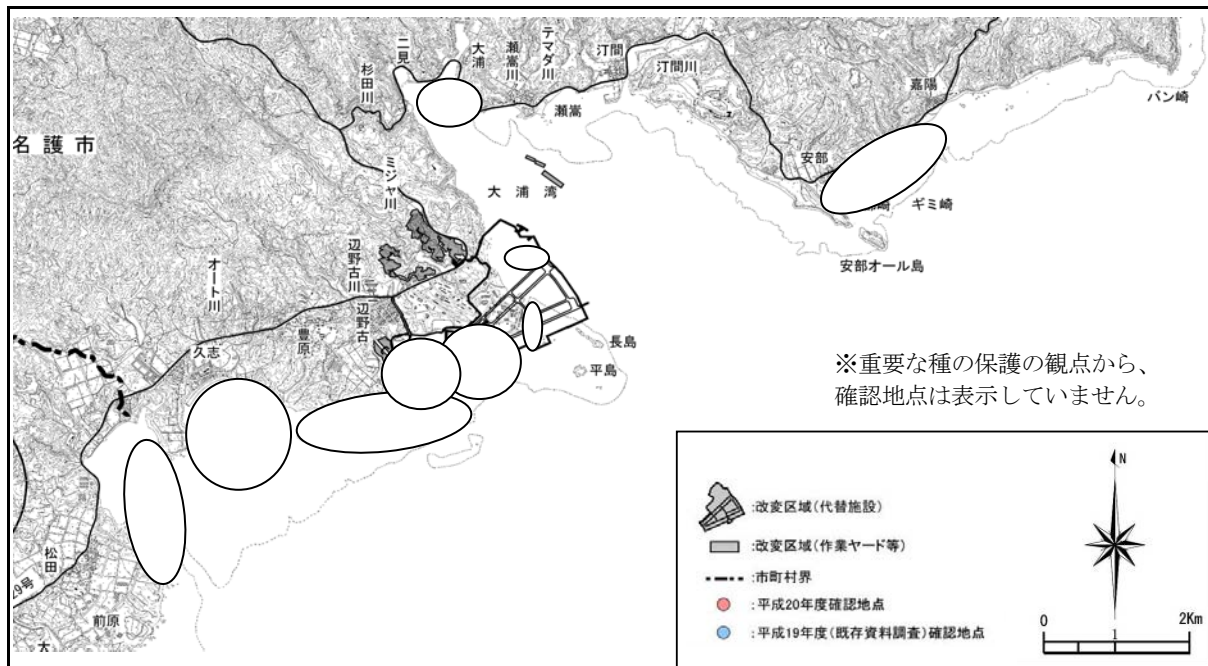 二見
大浦
瀬嵩川
テマダ川
汀間
汀間川
杉田川
瀬嵩
嘉陽
バン崎
名護市
安部
ミジャ川
大浦湾
ギミ崎
安部オール島
辺野古川
オート川
辺野古
豊原
久志
長島
平島
※重要な種の保護の観点から、
確認地点は表示していません。
N
:改変区域(代替施設)
:改変区域(作業ヤード等)
:市町村界
:平成20年度確認地点
:平成19年度(既存資料調査)確認地点
0
1
2Km
松田
29号
前原